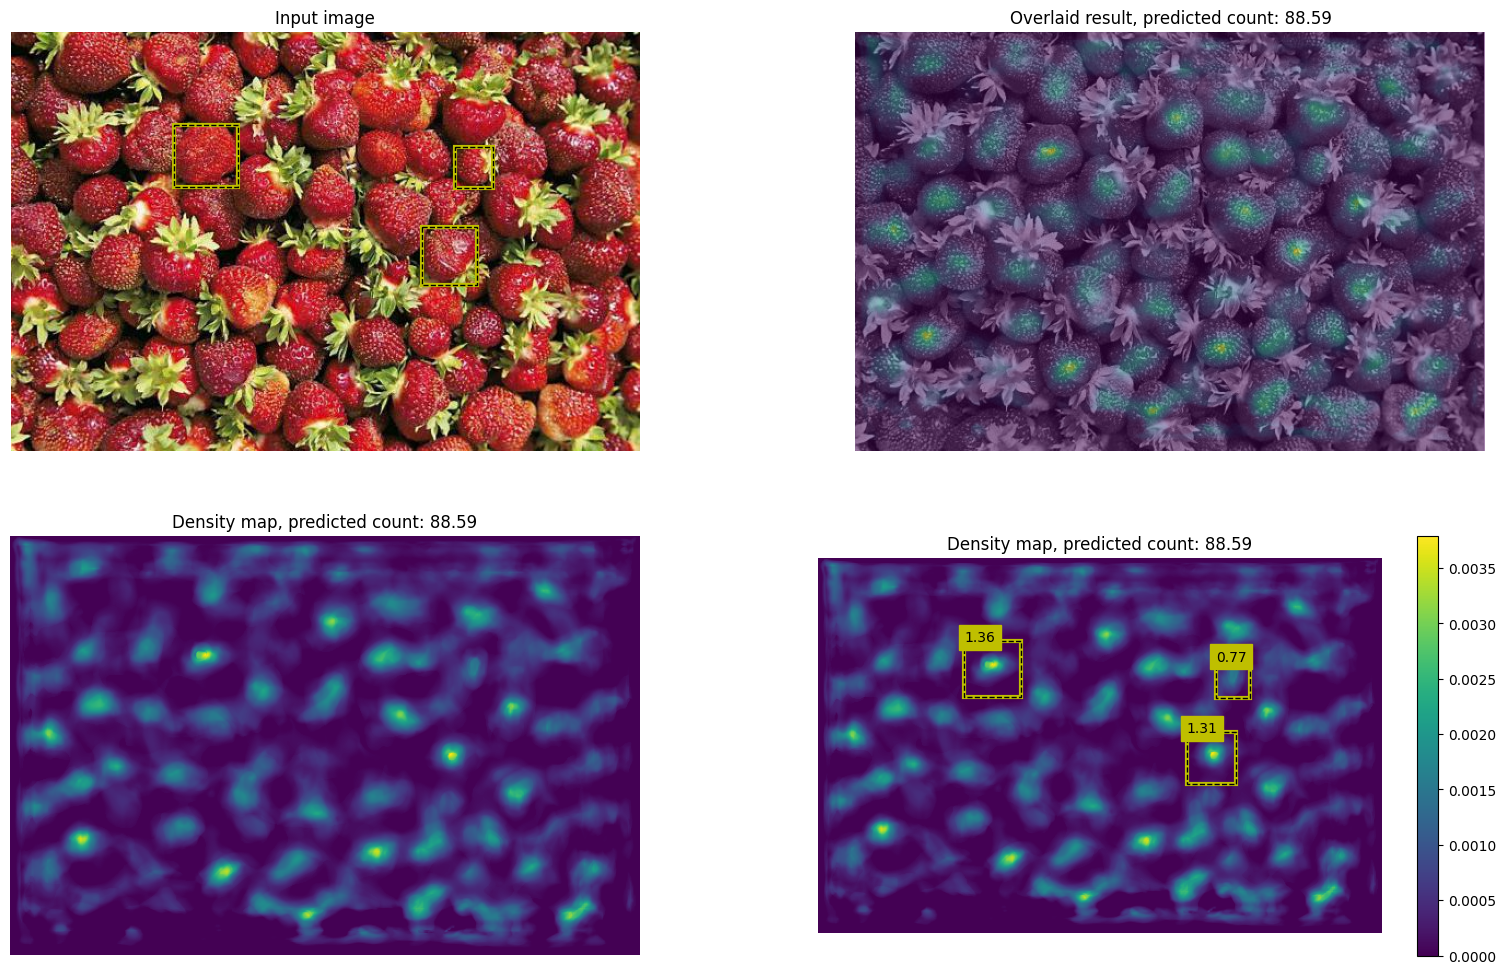 Input image
Overlaid result, predicted count: 88.59
Density map, predicted count: 88.59
Density map, predicted count: 88.59
1.36
0.77
1.31
0.0035
0.0030
0.0025
0.0020
0.0015
0.0010
0.0005
0.0000